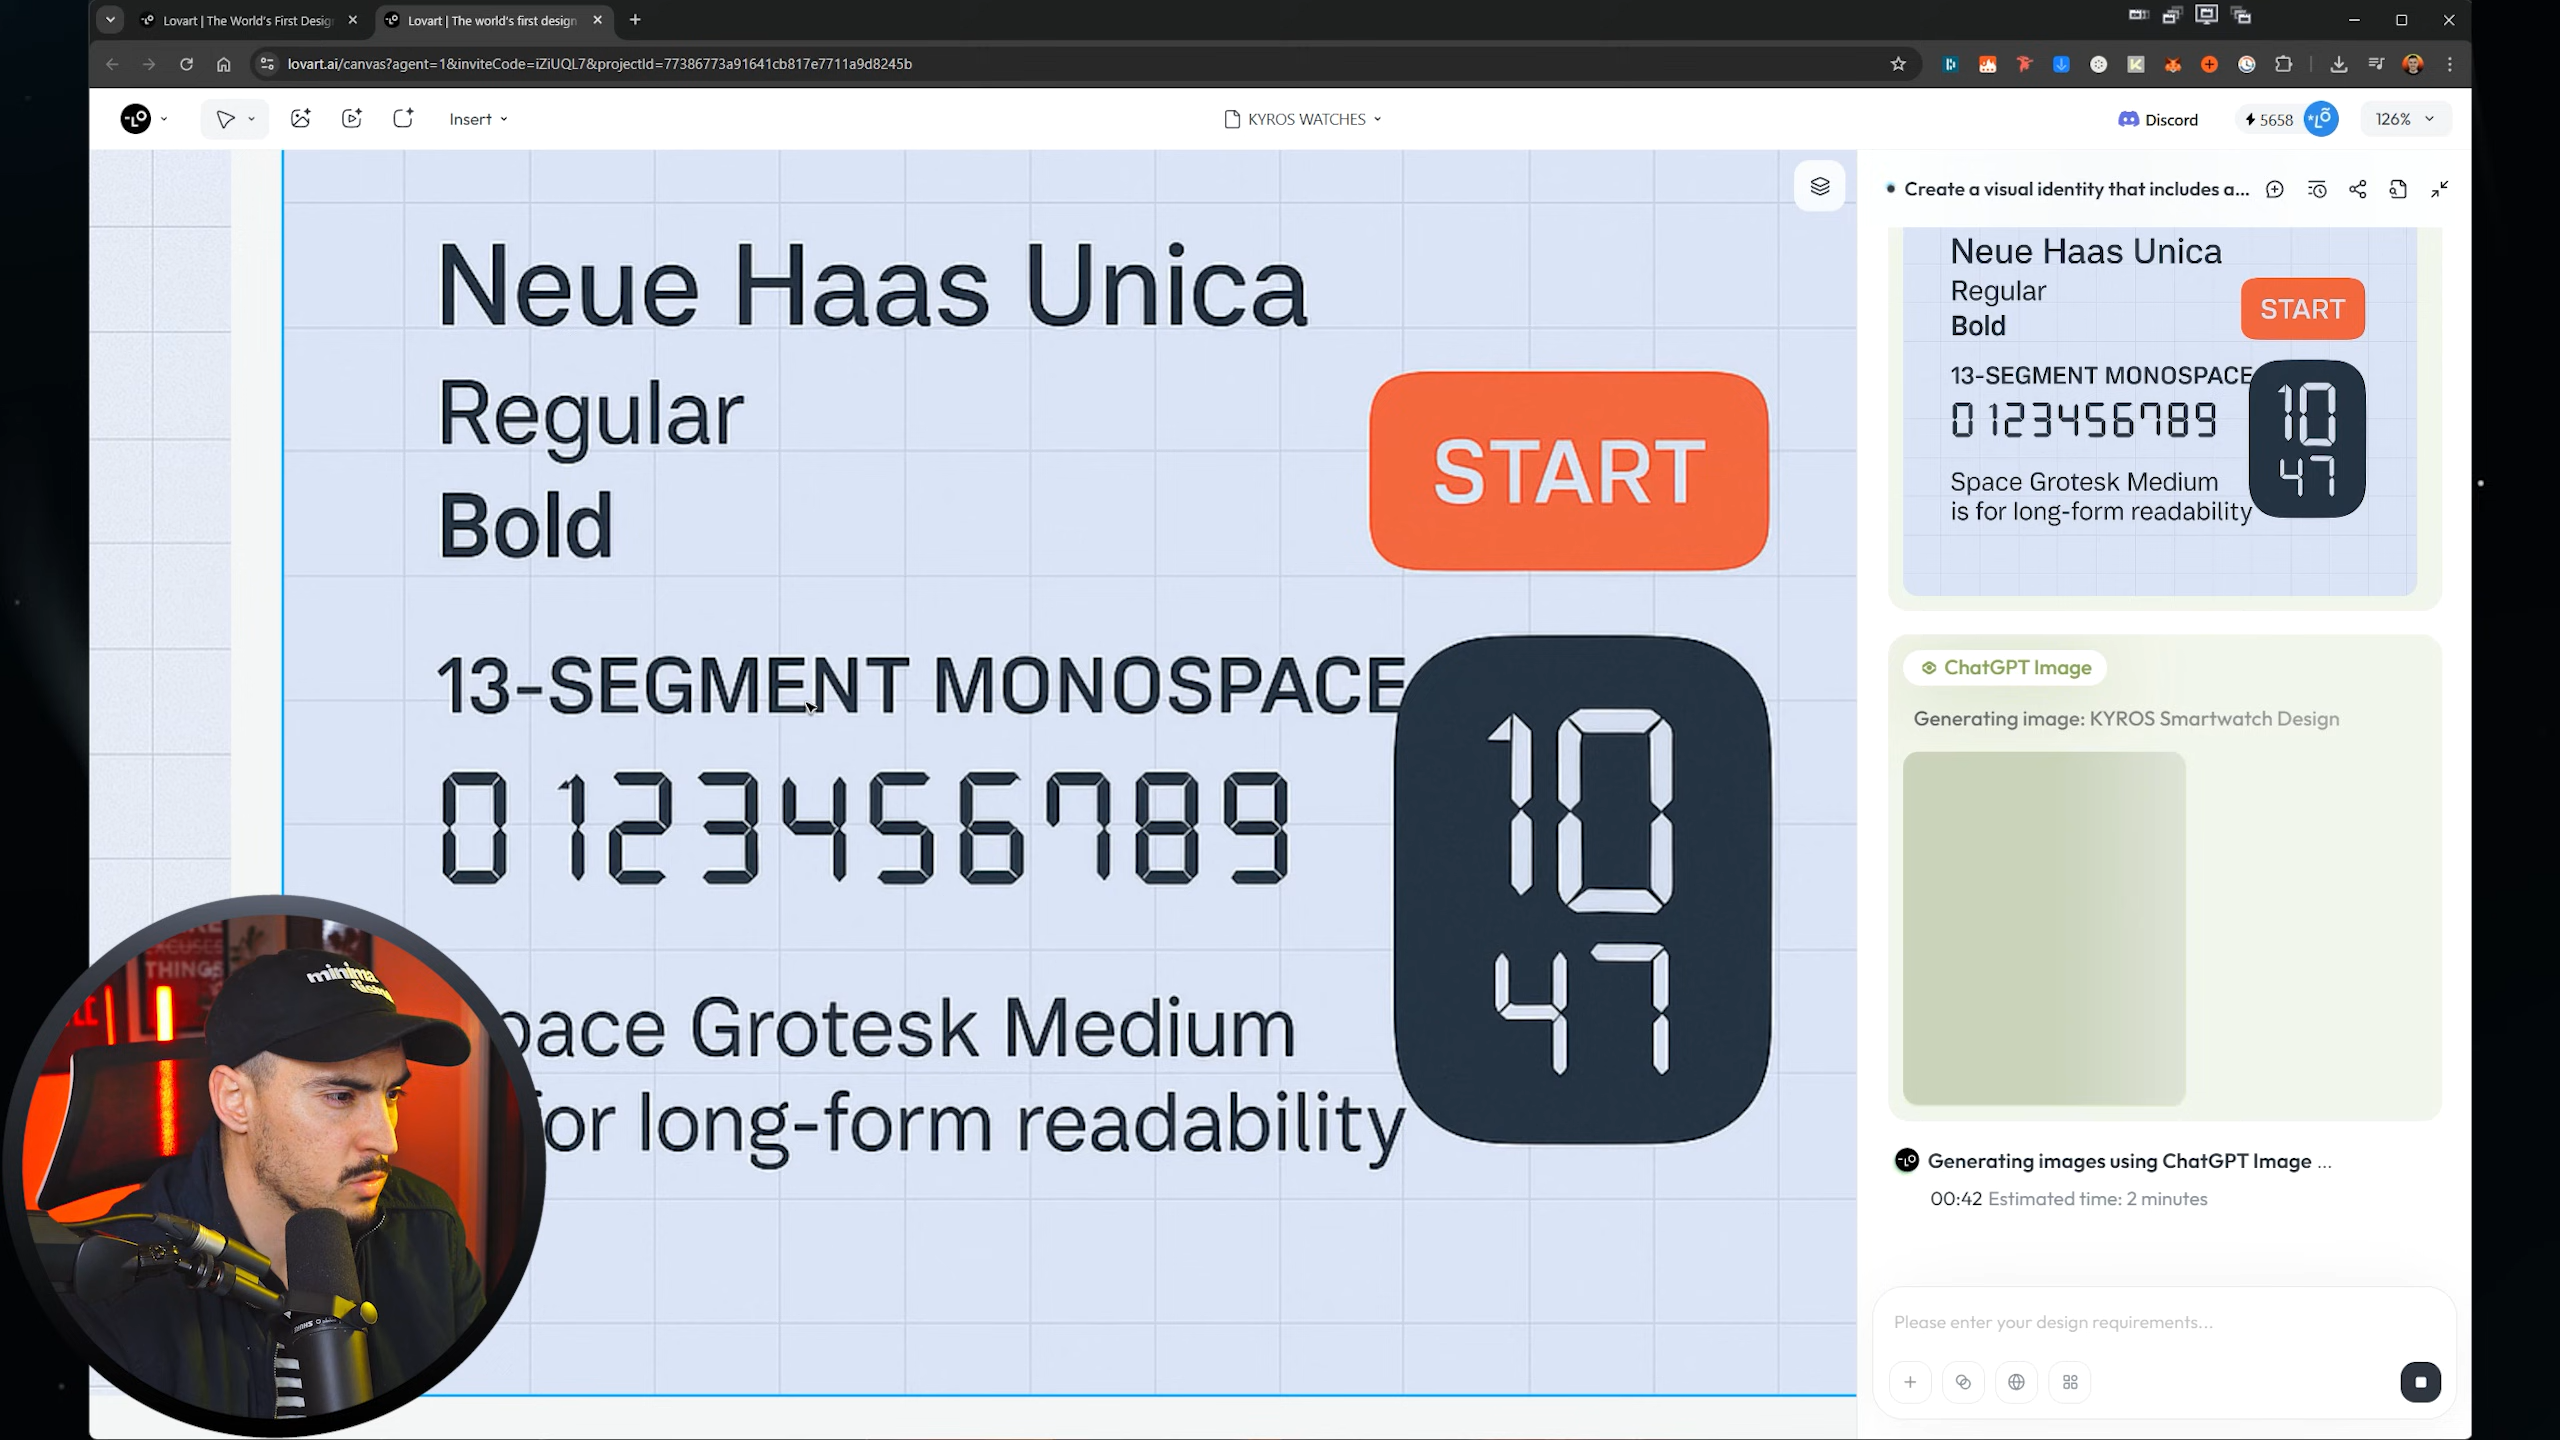 Lovart | The World's First Desig
Lovart | The world's first design
lovart.ai/canvas?agent=1&inviteCode=iZiUQL7&projectId=77386773a91641cb817e7711a9d8245b
Insert
KYROS WATCHES
Discord
5658
126%
Neue Haas Unica
Regular
Bold
START
13-SEGMENT MONOSPACE
0 123456789
10
47
pace Grotesk Medium
for long-form readability
Create a visual identity that includes a...
Neue Haas Unica
Regular
Bold
START
13-SEGMENT MONOSPACE
0 123456789
10
47
Space Grotesk Medium
is for long-form readability
ChatGPT Image
Generating image: KYROS Smartwatch Design
Generating images using ChatGPT Image ...
00:42 Estimated time: 2 minutes
Please enter your design requirements...
THINGS